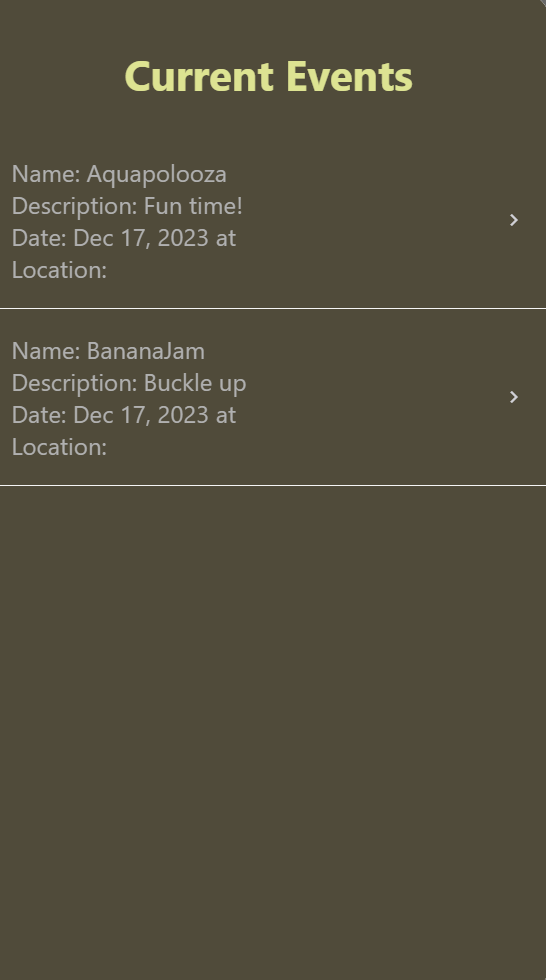 Current Events
Name: Aquapolooza
Description: Fun time!
Date: Dec 17, 2023 at
Location:
Name: BananaJam
Description: Buckle up
Date: Dec 17, 2023 at
Location: